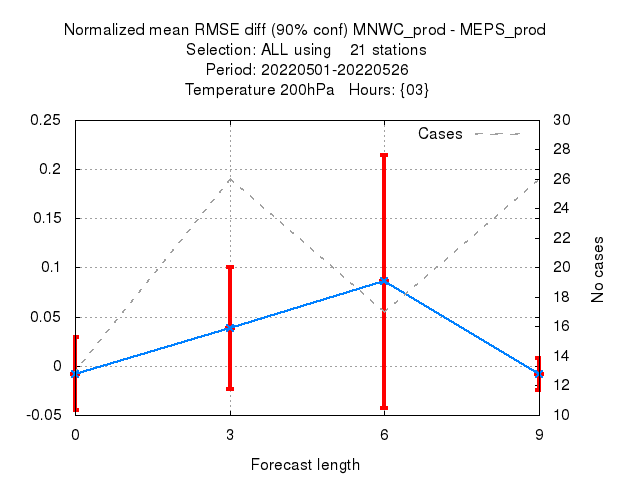 Normalized mean RMSE diff (90% conf) MNWC_prod - MEPS_prod
Selection: ALL using 21 stations
Period: 20220501-20220526
Temperature 200hPa Hours: {03}
Cases
0.25
0.2
0.15
0.1
0.05
0
-0.05
30
28
26
24
22
20
18
16
14
12
10
No cases
0 3 6 9
Forecast length